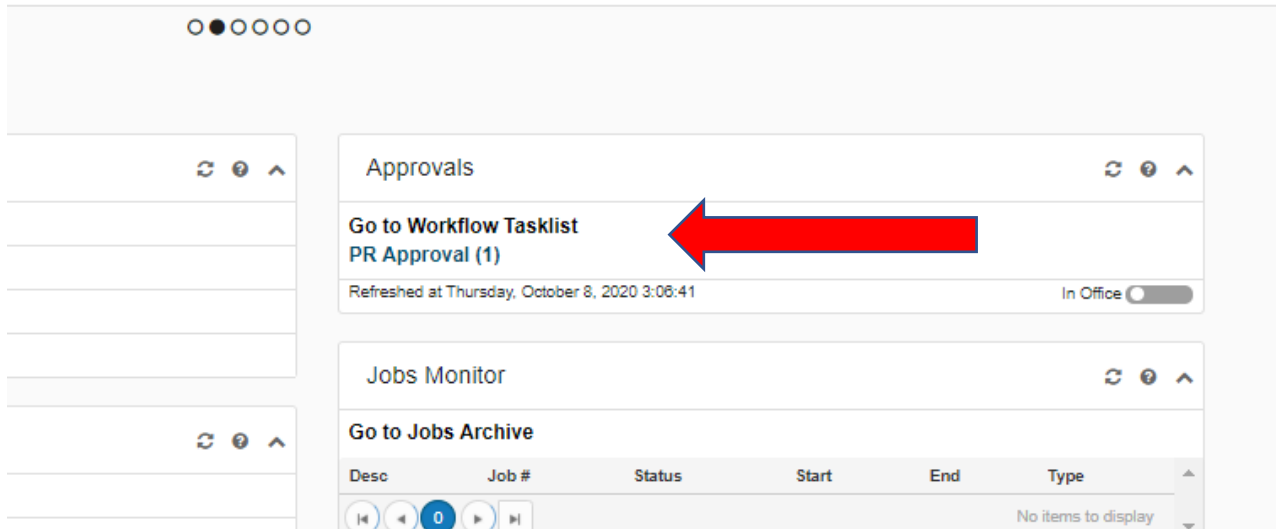 Approvals
Go to Workflow Tasklist
PR Approval (1)
Refreshed at Thursday, October 8, 2020 3:06:41
In Office
Jobs Monitor
Go to Jobs Archive
Desc Job # Status Start End Type
0 No items to display